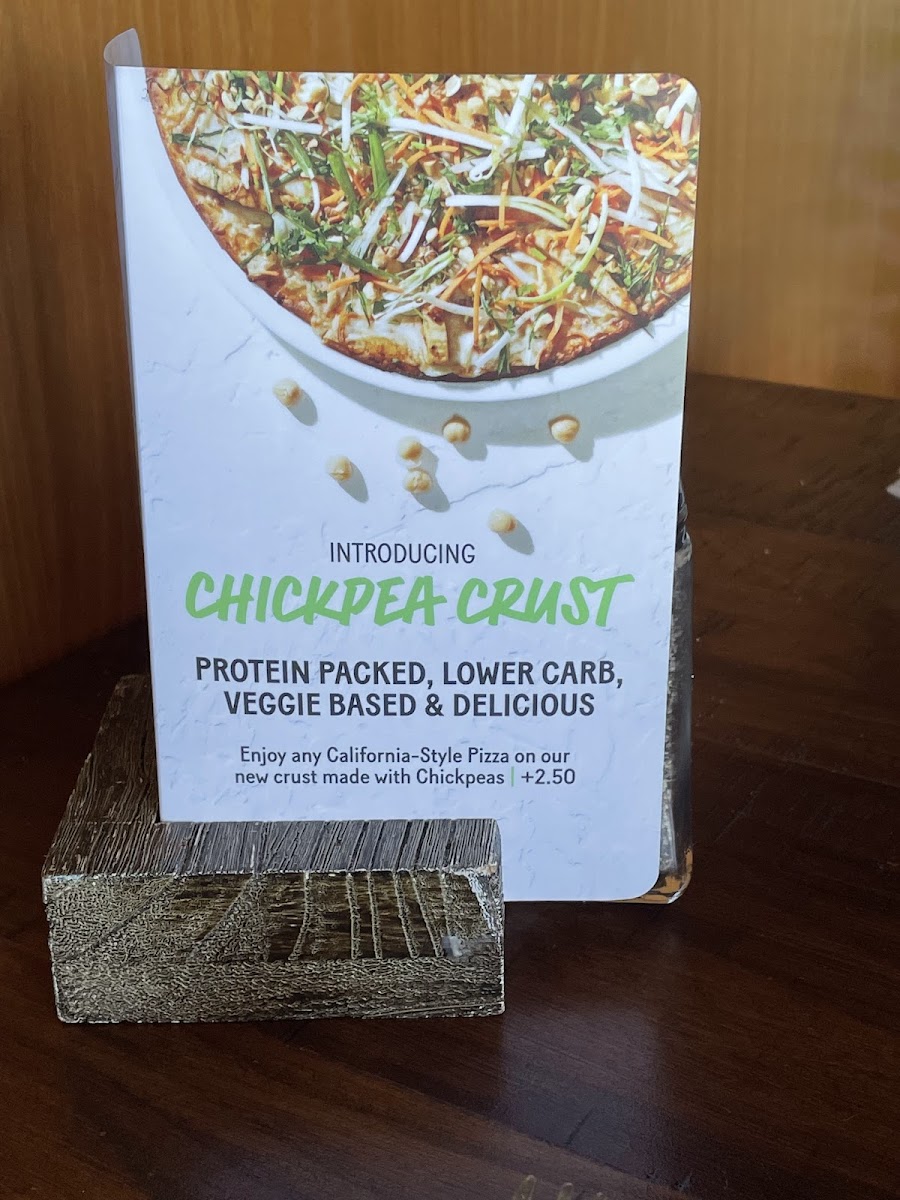 INTRODUCING
CHICKPEA CRUST
PROTEIN PACKED, LOWER CARB,
VEGGIE BASED & DELICIOUS
Enjoy any California-Style Pizza on our
new crust made with Chickpeas | +2.50